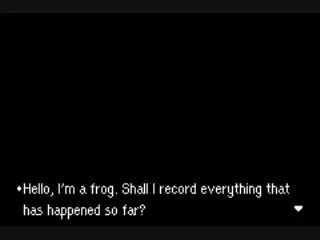 •Hello, I'm a frog. Shall I record everything that
has happened so far?